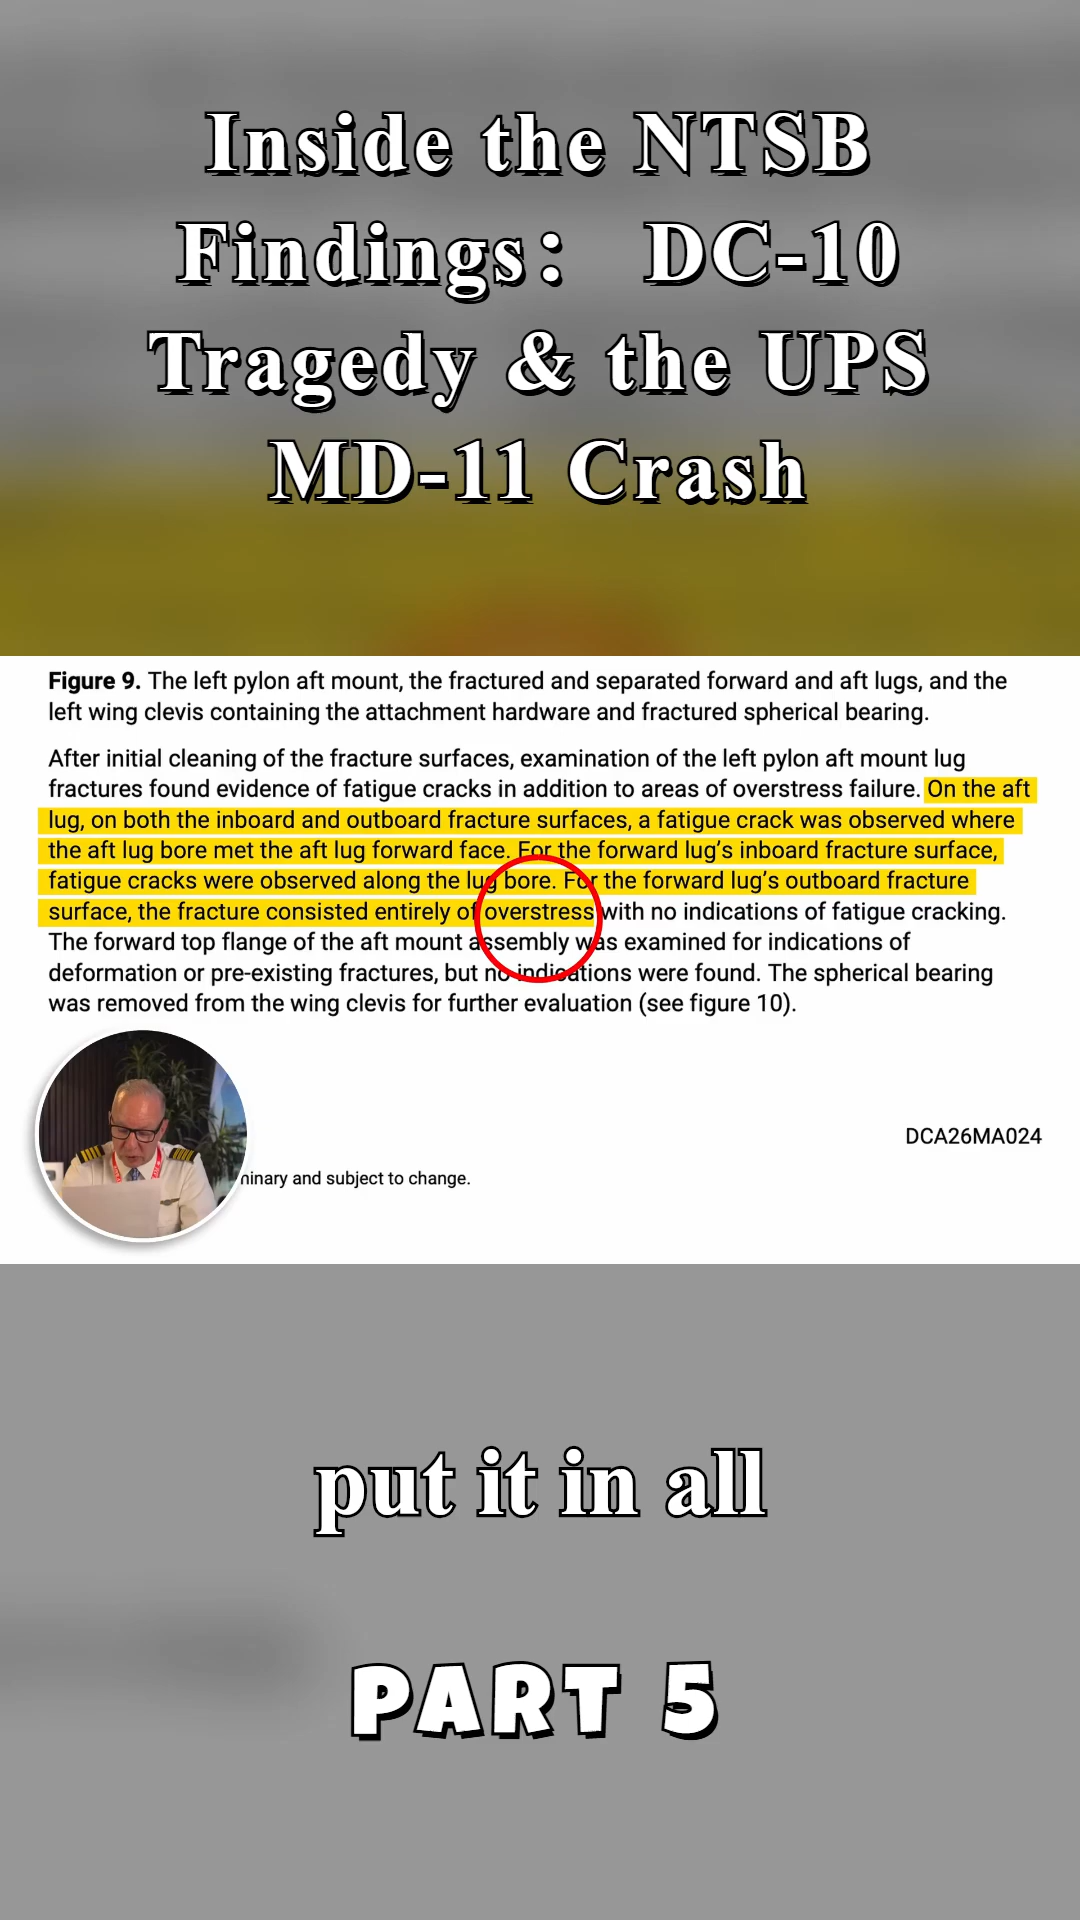 Inside the NTSB
Findings: DC-10
Tragedy & the UPS
MD-11 Crash
Figure 9. The left pylon aft mount, the fractured and separated forward and aft lugs, and the
left wing clevis containing the attachment hardware and fractured spherical bearing.
After initial cleaning of the fracture surfaces, examination of the left pylon aft mount lug
fractures found evidence of fatigue cracks in addition to areas of overstress failure. On the aft
lug, on both the inboard and outboard fracture surfaces, a fatigue crack was observed where
the aft lug bore met the aft lug forward face. For the forward lug's inboard fracture surface,
fatigue cracks were observed along the lug bore. For the forward lug's outboard fracture
surface, the fracture consisted entirely of overstress with no indications of fatigue cracking.
The forward top flange of the aft mount assembly was examined for indications of
deformation or pre-existing fractures, but no indications were found. The spherical bearing
was removed from the wing clevis for further evaluation (see figure 10).
DCA26MA024
and subject to change.
put it in all
PART 5